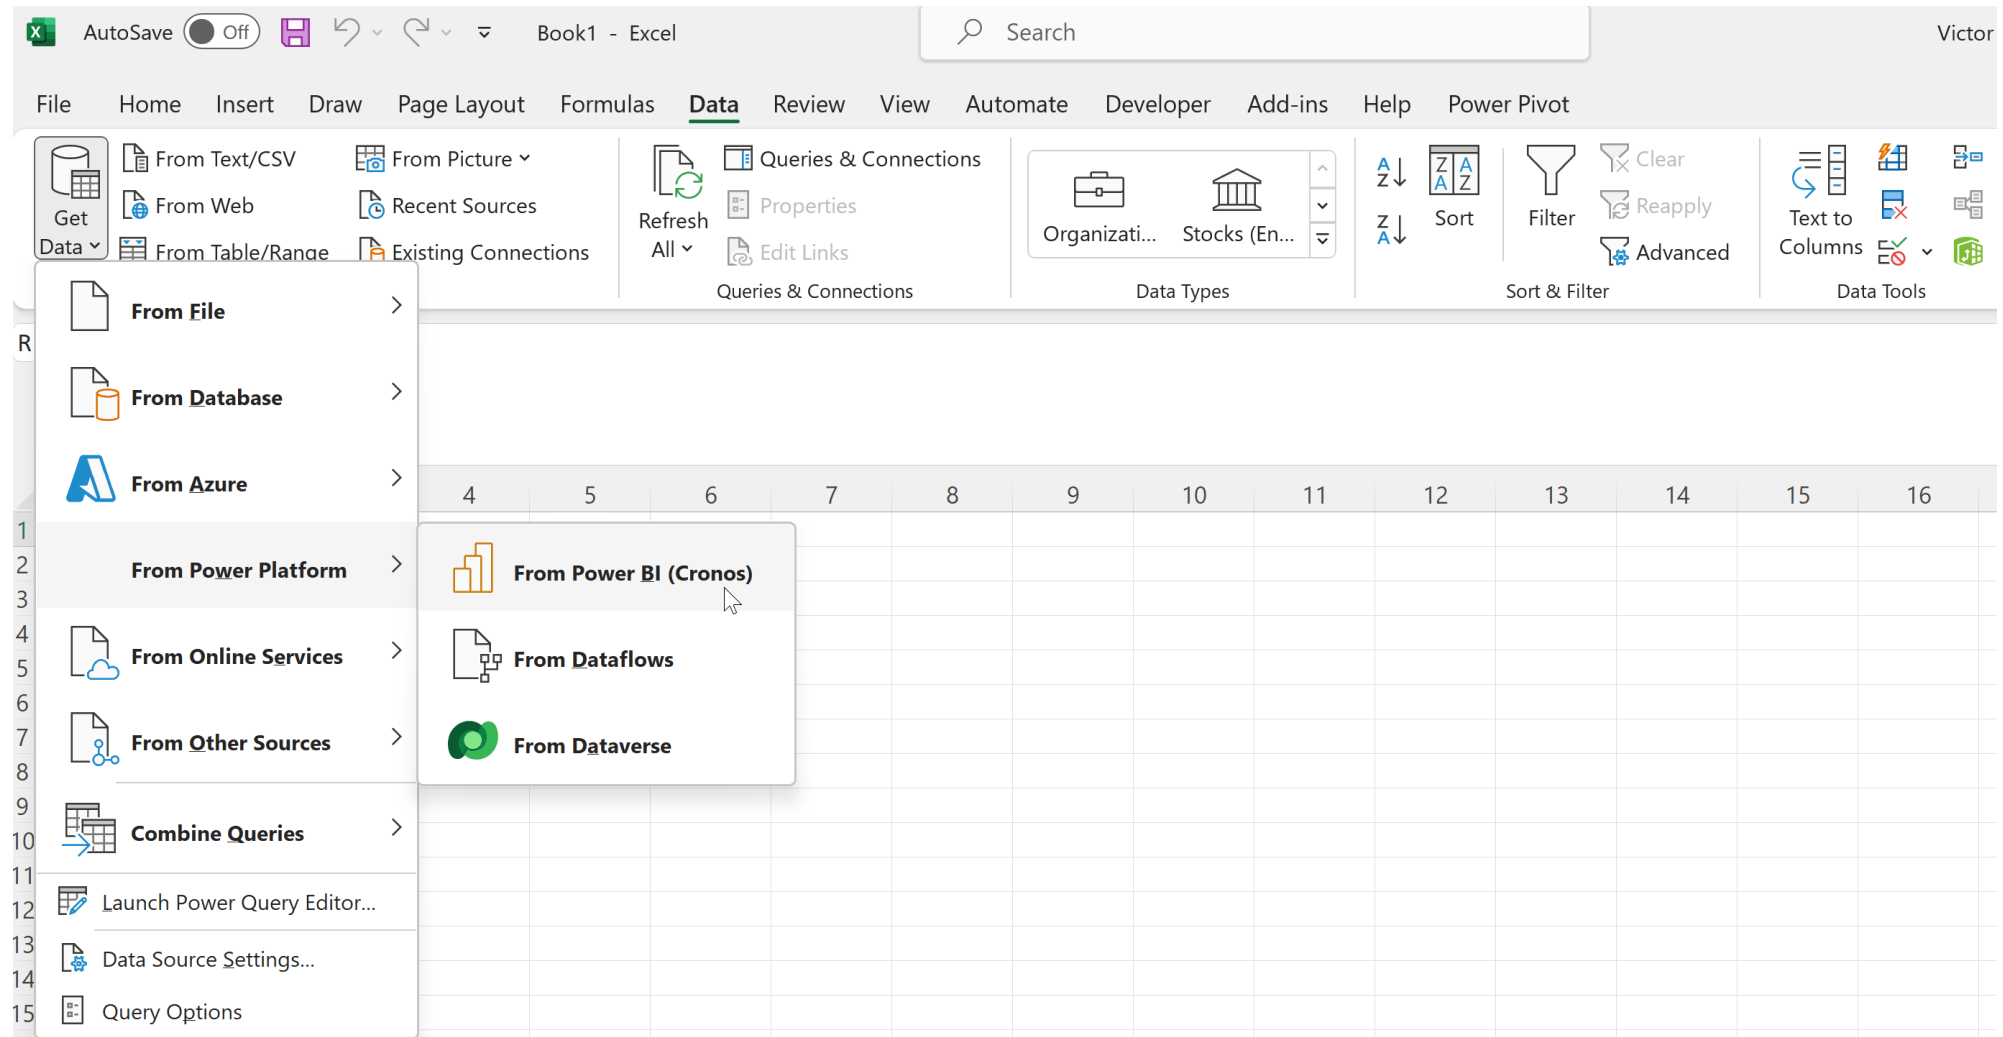 AutoSave Off Book1 - Excel Search Victor
File Home Insert Draw Page Layout Formulas Data Review View Automate Developer Add-ins Help Power Pivot
Get Data
From Text/CSV
From Web
From Table/Range
From Picture
Recent Sources
Existing Connections
Refresh All
Queries & Connections
Properties
Edit Links
Queries & Connections
Organizati...
Stocks (En...
Data Types
Sort
Filter
Clear
Reapply
Advanced
Sort & Filter
Text to Columns
Data Tools
R
From File
From Database
From Azure
From Power Platform
From Online Services
From Other Sources
Combine Queries
Launch Power Query Editor...
Data Source Settings...
Query Options
From Power BI (Cronos)
From Dataflows
From Dataverse
4 5 6 7 8 9 10 11 12 13 14 15 16
1
2
3
4
5
6
7
8
9
10
11
12
13
14
15